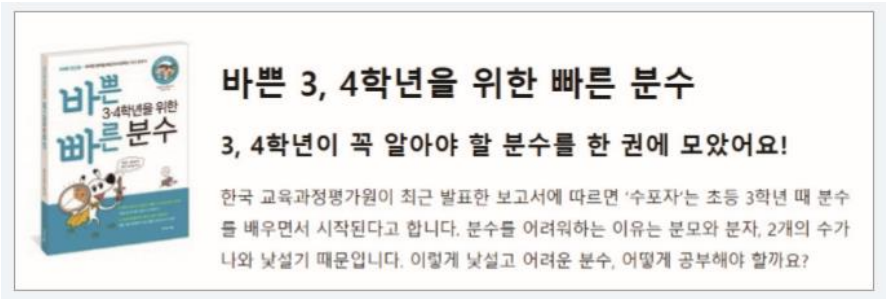 바쁜
3·4학년을 위한
빠른 분수
바쁜 3, 4학년을 위한 빠른 분수
3, 4학년이 꼭 알아야 할 분수를 한 권에 모았어요!
한국 교육과정평가원이 최근 발표한 보고서에 따르면 ‘수포자’는 초등 3학년 때 분수
를 배우면서 시작된다고 합니다. 분수를 어려워하는 이유는 분모와 분자, 2개의 수가
나와 낯설기 때문입니다. 이렇게 낯설고 어려운 분수, 어떻게 공부해야 할까요?